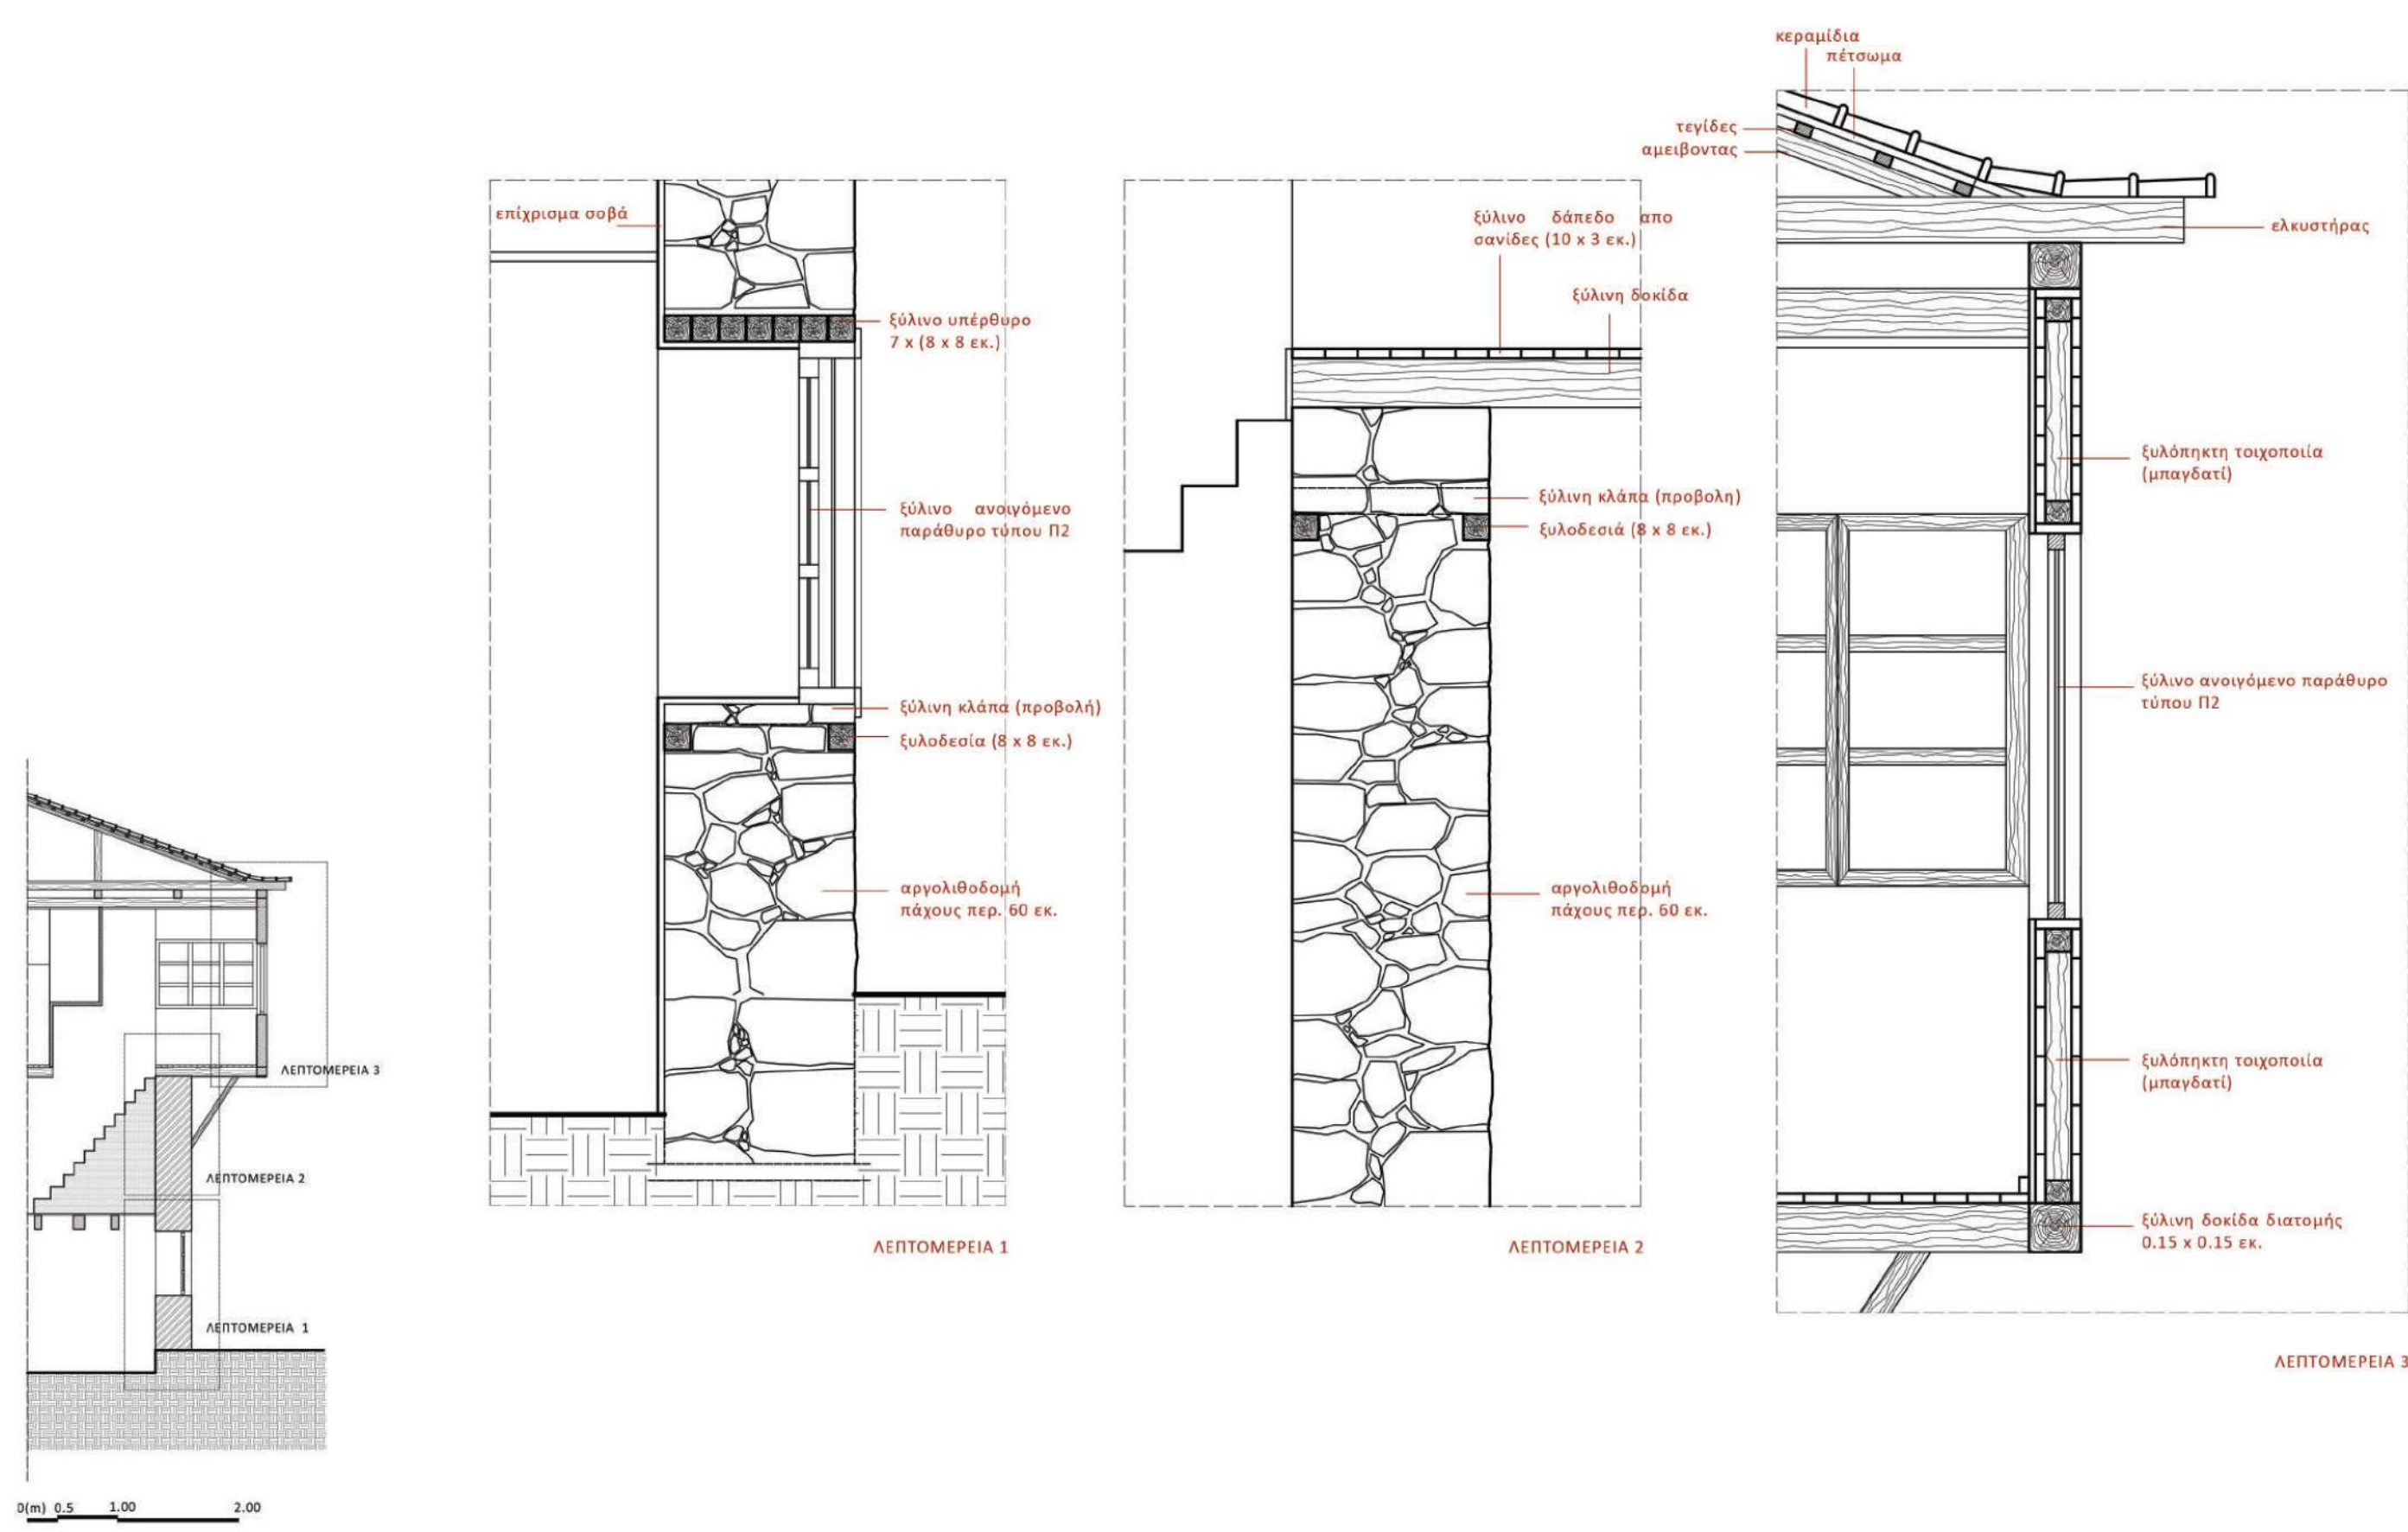 επίχρισμα σοβά
ξύλινο υπέρθυρο
7 x (8 x 8 εκ.)
ξύλινο ανοιγόμενο
παράθυρο τύπου Π2
ξύλινη κλάπα (προβολή)
ξυλοδεσία (8 x 8 εκ.)
αργολιθοδομή
πάχους περ. 60 εκ.
ΛΕΠΤΟΜΕΡΕΙΑ 1
ξύλινο δάπεδο απο
σανίδες (10 x 3 εκ.)
ξύλινη δοκίδα
ξύλινη κλάπα (προβολη)
ξυλοδεσιά (8 x 8 εκ.)
αργολιθοδομή
πάχους περ. 60 εκ.
ΛΕΠΤΟΜΕΡΕΙΑ 2
κεραμίδια
πέτσωμα
τεγίδες
αμειβοντας
ελκυστήρας
ξυλόπηκτη τοιχοποιία
(μπαγδατί)
ξύλινο ανοιγόμενο παράθυρο
τύπου Π2
ξυλόπηκτη τοιχοποιία
(μπαγδατί)
ξύλινη δοκίδα διατομής
0.15 x 0.15 εκ.
ΛΕΠΤΟΜΕΡΕΙΑ 3
ΛΕΠΤΟΜΕΡΕΙΑ 3
ΛΕΠΤΟΜΕΡΕΙΑ 2
ΛΕΠΤΟΜΕΡΕΙΑ 1
0(m) 0.5 1.00 2.00